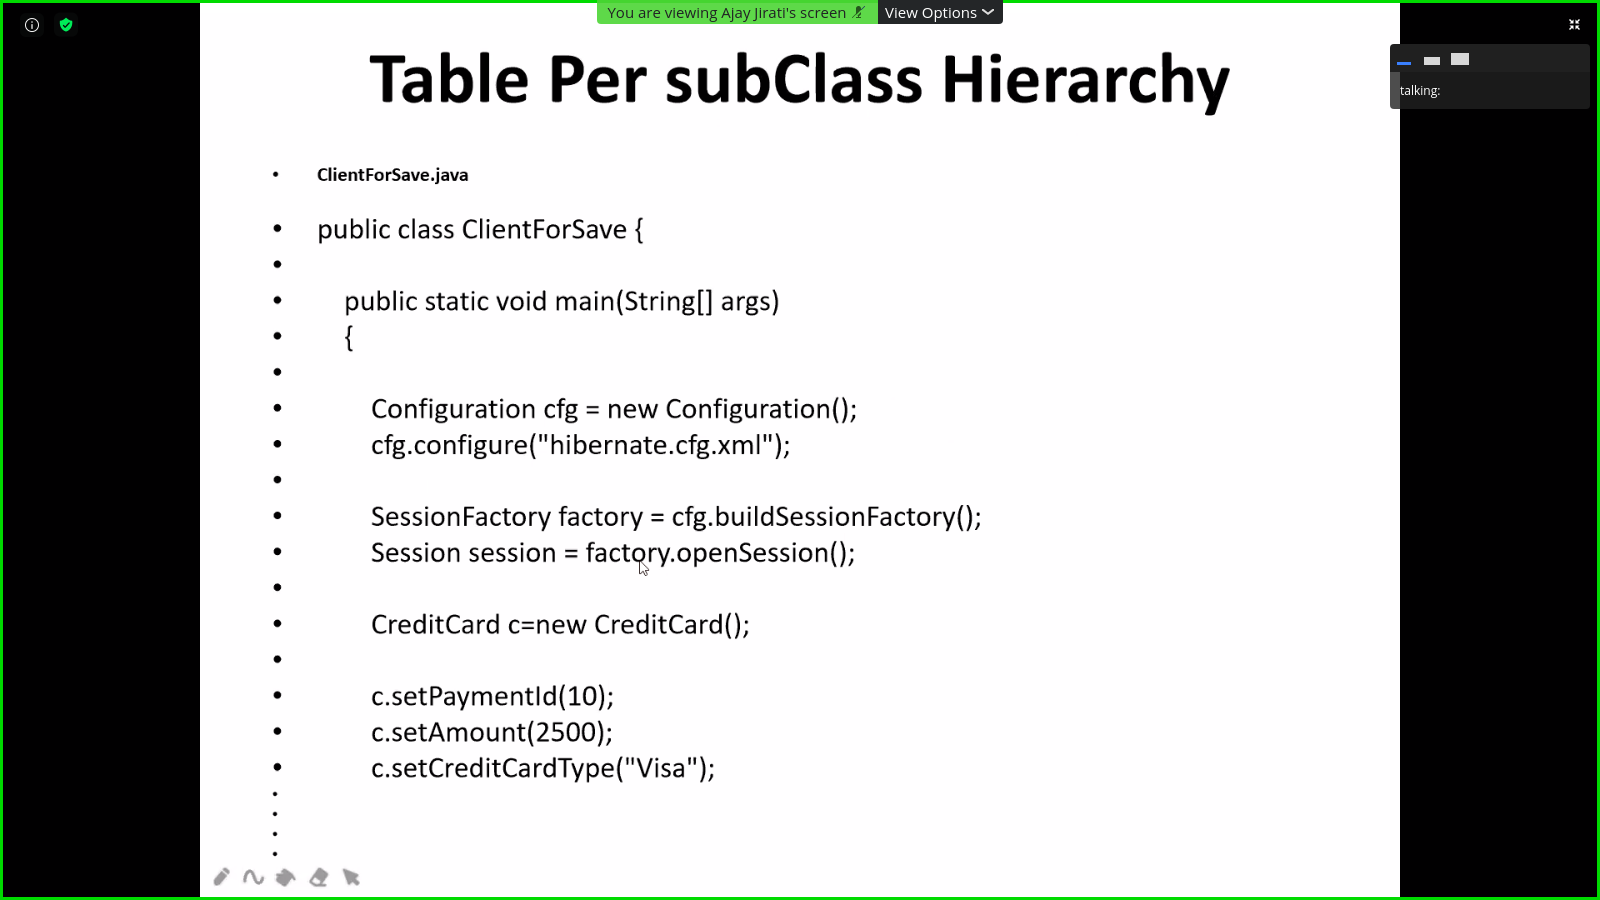 You are viewing Ajay Jirati's screen
View Options
talking:
Table Per subClass Hierarchy
• ClientForSave.java
• public class ClientForSave {
•
• public static void main(String[] args)
• {
•
• Configuration cfg = new Configuration();
• cfg.configure("hibernate.cfg.xml");
•
• SessionFactory factory = cfg.buildSessionFactory();
• Session session = factory.openSession();
•
• CreditCard c=new CreditCard();
•
• c.setPaymentId(10);
• c.setAmount(2500);
• c.setCreditCardType("Visa");
•
•
•
•